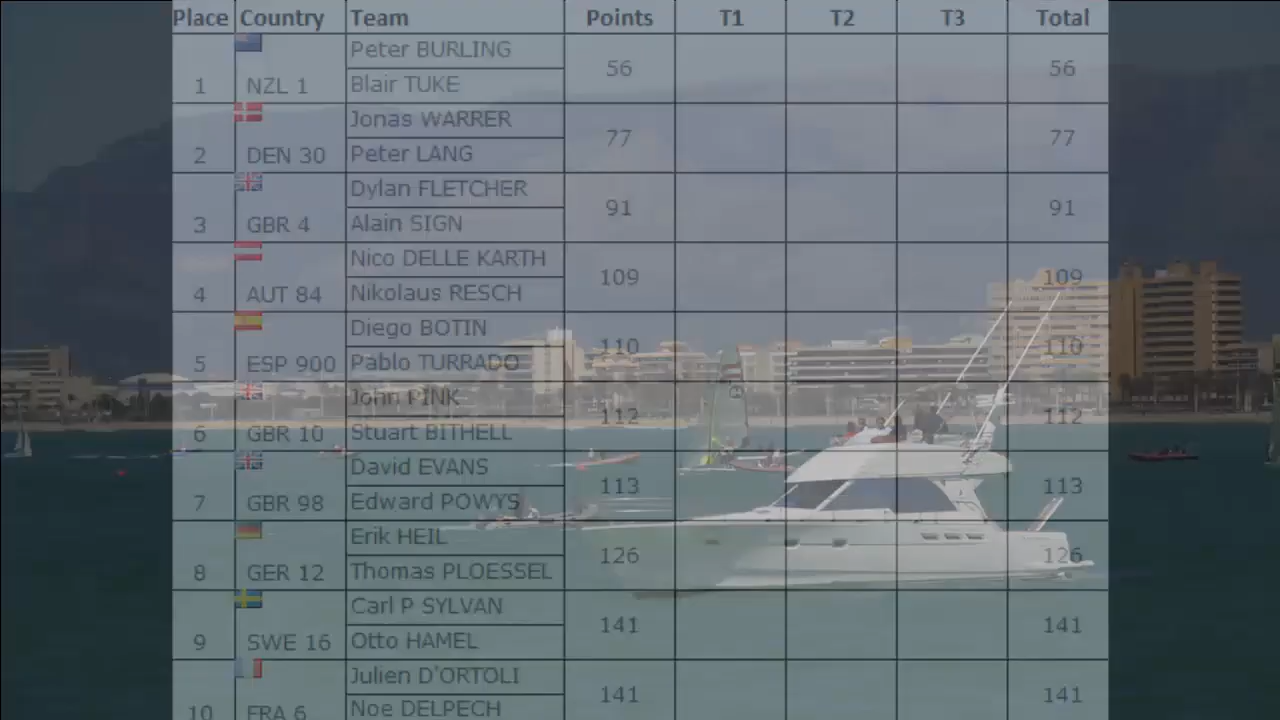 Place Country Team Points T1 T2 T3 Total
1 NZL 1 Peter BURLING 56 56
Blair TUKE
2 DEN 30 Jonas WARRER 77 77
Peter LANG
3 GBR 4 Dylan FLETCHER 91 91
Alain SIGN
4 AUT 84 Nico DELLE KARTH 109 109
Nikolaus RESCH
5 ESP 900 Diego BOTIN 110 110
Pablo TURRADO
6 GBR 10 John PINK 112 112
Stuart BITHELL
7 GBR 98 David EVANS 113 113
Edward POWYS
8 GER 12 Erik HEIL 126 126
Thomas PLOESSEL
9 SWE 16 Carl P SYLVAN 141 141
Otto HAMEL
10 FRA 6 Julien D'ORTOLI 141 141
Noe DELPECH